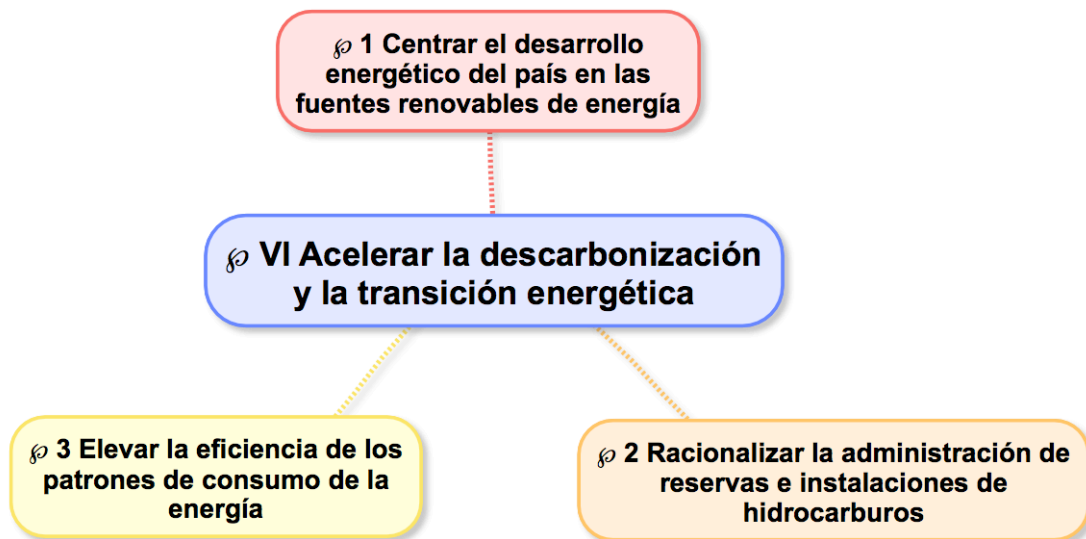 ℘ 1 Centrar el desarrollo
energético del país en las
fuentes renovables de energía
℘ VI Acelerar la descarbonización
y la transición energética
℘ 3 Elevar la eficiencia de los
patrones de consumo de la
energía
℘ 2 Racionalizar la administración de
reservas e instalaciones de
hidrocarburos